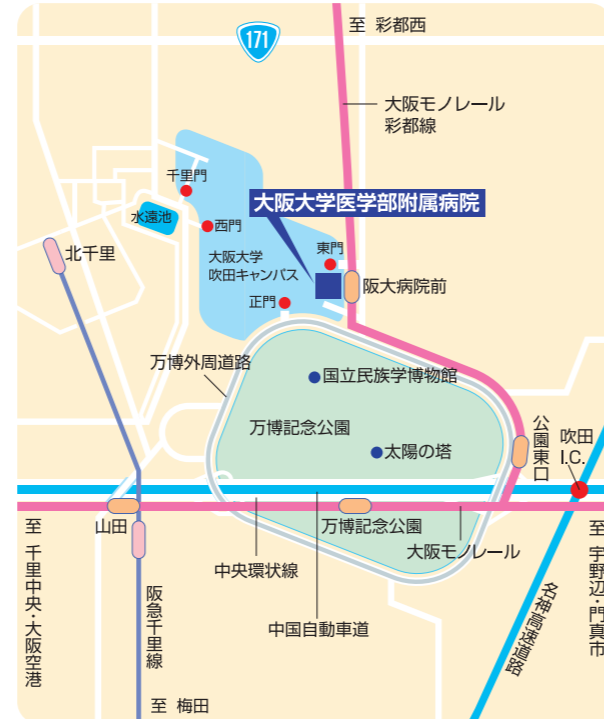 171
至 彩都西
大阪モノレール
彩都線
千里門
大阪大学医学部附属病院
水遠池
西門
東門
北千里
大阪大学
吹田キャンパス
阪大病院前
正門
万博外周道路
国立民族学博物館
万博記念公園
太陽の塔
公園東口
吹田
I.C.
山田
万博記念公園
大阪モノレール
至 千里中央・大阪空港
中央環状線
至 宇野辺・門真市
阪急千里線
中国自動車道
名神高速道路
至 梅田